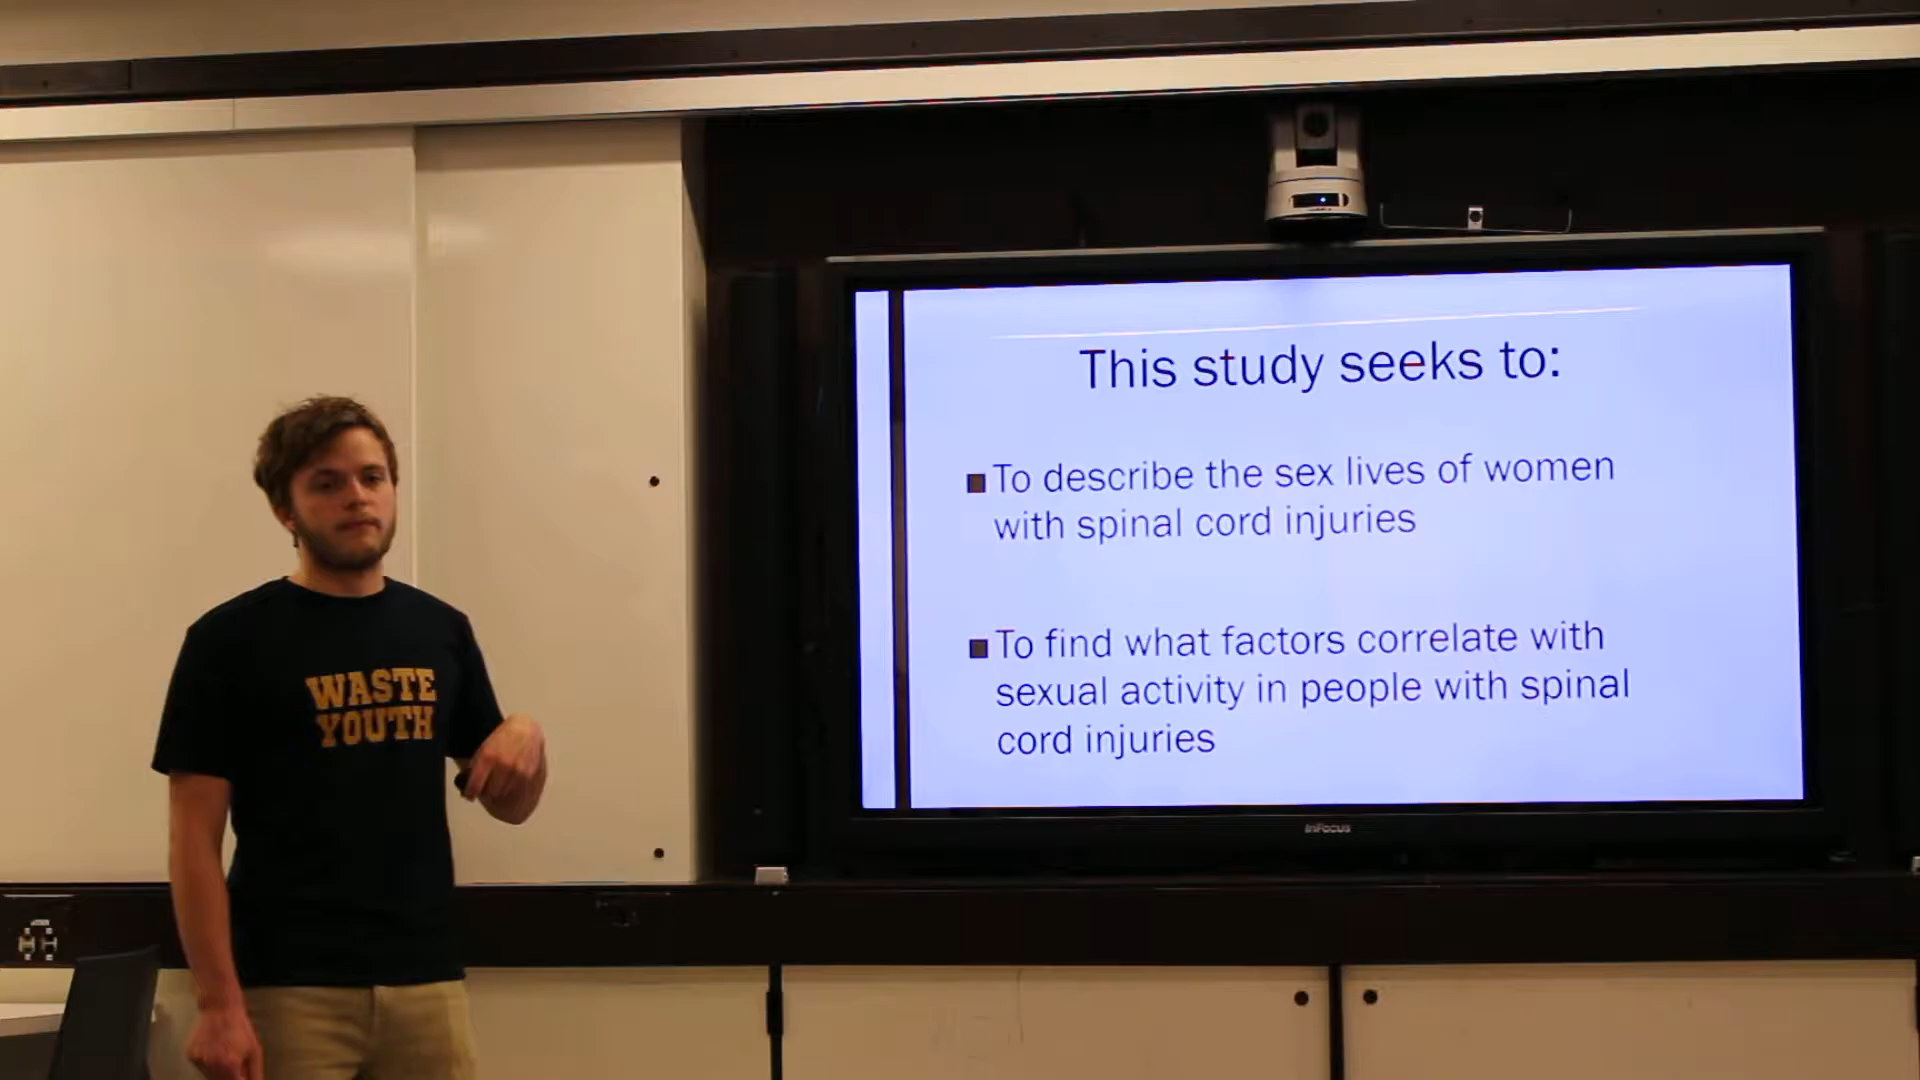 This study seeks to:
■ To describe the sex lives of women
with spinal cord injuries
■ To find what factors correlate with
sexual activity in people with spinal
cord injuries
WASTE
YOUTH
InFocus